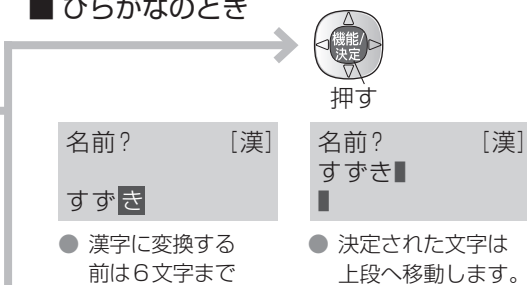 ■ ひらがなのとき
機能/
決定
押す
名前? [漢]
すずき
● 漢字に変換する
前は6文字まで
名前? [漢]
すずき
● 決定された文字は
上段へ移動します。